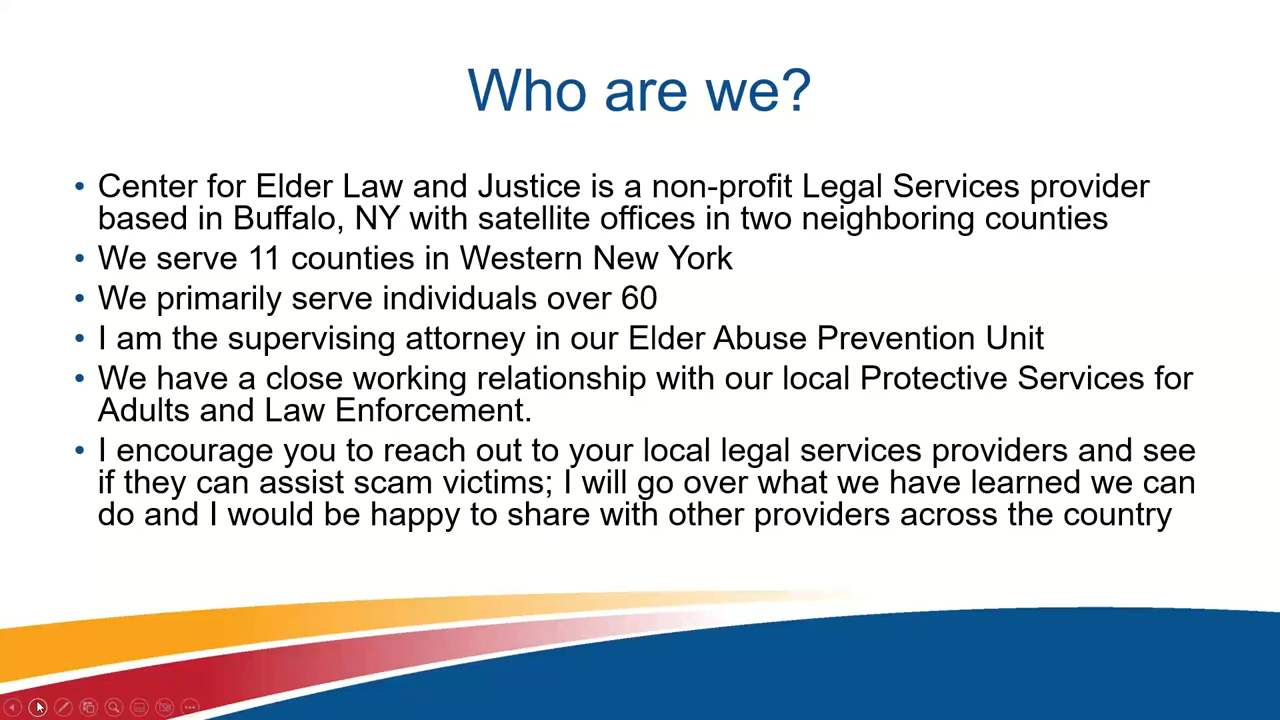 Who are we?
• Center for Elder Law and Justice is a non-profit Legal Services provider
based in Buffalo, NY with satellite offices in two neighboring counties
• We serve 11 counties in Western New York
• We primarily serve individuals over 60
• I am the supervising attorney in our Elder Abuse Prevention Unit
• We have a close working relationship with our local Protective Services for
Adults and Law Enforcement.
• I encourage you to reach out to your local legal services providers and see
if they can assist scam victims; I will go over what we have learned we can
do and I would be happy to share with other providers across the country